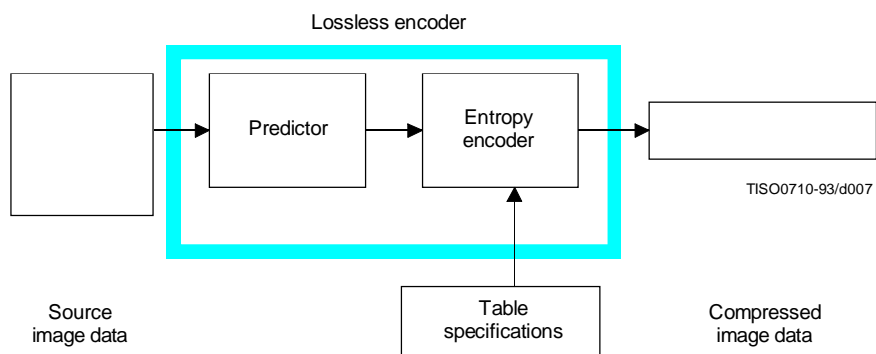 Lossless encoder
Predictor
Entropy
encoder
TISO0710-93/d007
Source
image data
Table
specifications
Compressed
image data